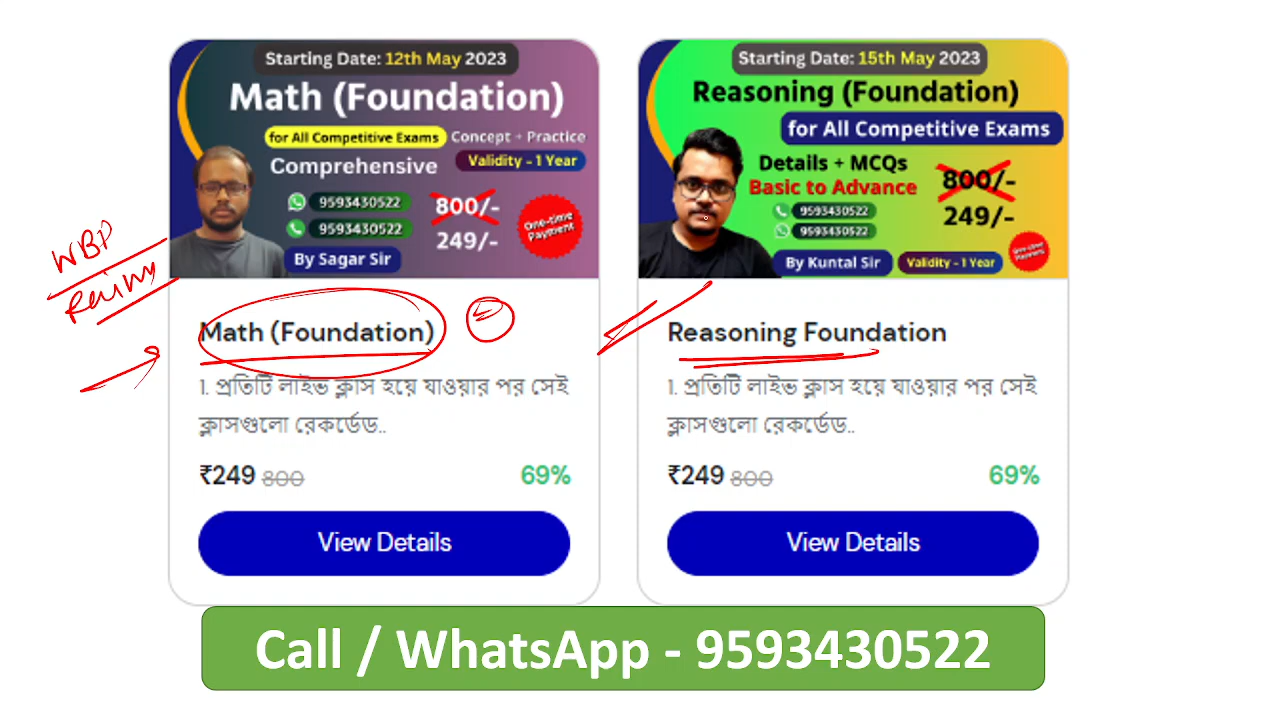 Starting Date: 12th May 2023
Math (Foundation)
for All Competitive Exams Concept + Practice
Comprehensive Validity - 1 Year
9593430522
800/-
9593430522
249/-
One-time Payment
By Sagar Sir
Starting Date: 15th May 2023
Reasoning (Foundation)
for All Competitive Exams
Details + MCQs
Basic to Advance
800/-
9593430522
249/-
9593430522
One-time Payment
By Kuntal Sir Validity - 1 Year
WBP
Math (Foundation)
১. প্রতিটি লাইভ ক্লাস হয়ে যাওয়ার পর সেই
ক্লাসগুলো রেকর্ডেড..
₹249 800 69%
View Details
Reasoning Foundation
১. প্রতিটি লাইভ ক্লাস হয়ে যাওয়ার পর সেই
ক্লাসগুলো রেকর্ডেড..
₹249 800 69%
View Details
Call / WhatsApp - 9593430522